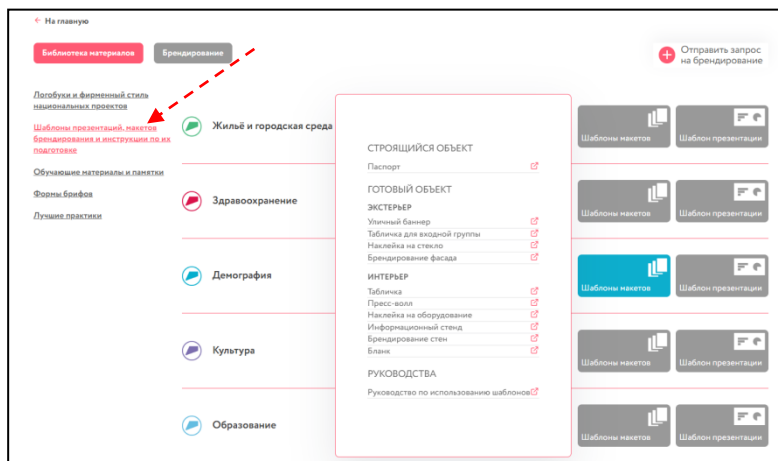 На главную
Библиотека материалов
Брендирование
Отправить запрос
на брендирование
Логобуки и фирменный стиль
национальных проектов
Шаблоны презентаций, макетов
брендирования и инструкции по их
подготовке
Обучающие материалы и памятки
Формы брифов
Лучшие практики
Жильё и городская среда
Шаблоны макетов
Шаблон презентации
Здравоохранение
Шаблоны макетов
Шаблон презентации
Демография
Шаблоны макетов
Шаблон презентации
Культура
Шаблоны макетов
Шаблон презентации
Образование
Шаблоны макетов
Шаблон презентации
СТРОЯЩИЙСЯ ОБЪЕКТ
Паспорт
ГОТОВЫЙ ОБЪЕКТ
ЭКСТЕРЬЕР
Уличный баннер
Табличка для входной группы
Наклейка на стекло
Брендирование фасада
ИНТЕРЬЕР
Табличка
Пресс-волл
Наклейка на оборудование
Информационный стенд
Брендирование стен
Бланк
РУКОВОДСТВА
Руководство по использованию шаблонов